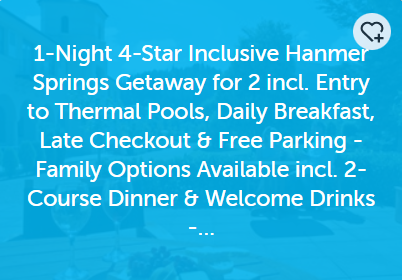 1-Night 4-Star Inclusive Hanmer
Springs Getaway for 2 incl. Entry
to Thermal Pools, Daily Breakfast,
Late Checkout & Free Parking -
Family Options Available incl. 2-
Course Dinner & Welcome Drinks
-...